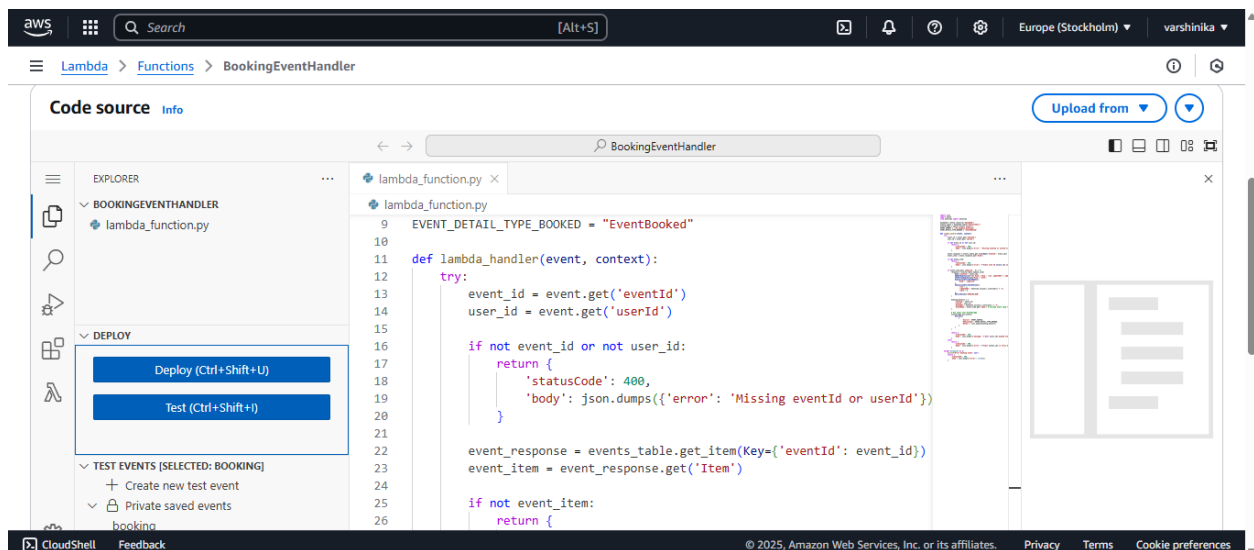 aws Search [Alt+S] Europe (Stockholm) varshinika
Lambda > Functions > BookingEventHandler
Code source Info Upload from
BookingEventHandler
EXPLORER
BOOKINGEVENTHANDLER
lambda_function.py
DEPLOY
Deploy (Ctrl+Shift+U)
Test (Ctrl+Shift+I)
TEST EVENTS [SELECTED: BOOKING]
Create new test event
Private saved events
booking
lambda_function.py
lambda_function.py
9 EVENT_DETAIL_TYPE_BOOKED = "EventBooked"
10
11 def lambda_handler(event, context):
12 try:
13 event_id = event.get('eventId')
14 user_id = event.get('userId')
15
16 if not event_id or not user_id:
17 return {
18 'statusCode': 400,
19 'body': json.dumps({'error': 'Missing eventId or userId'})
20 }
21
22 event_response = events_table.get_item(Key={'eventId': event_id})
23 event_item = event_response.get('Item')
24
25 if not event_item:
26 return {
CloudShell Feedback © 2025, Amazon Web Services, Inc. or its affiliates. Privacy Terms Cookie preferences